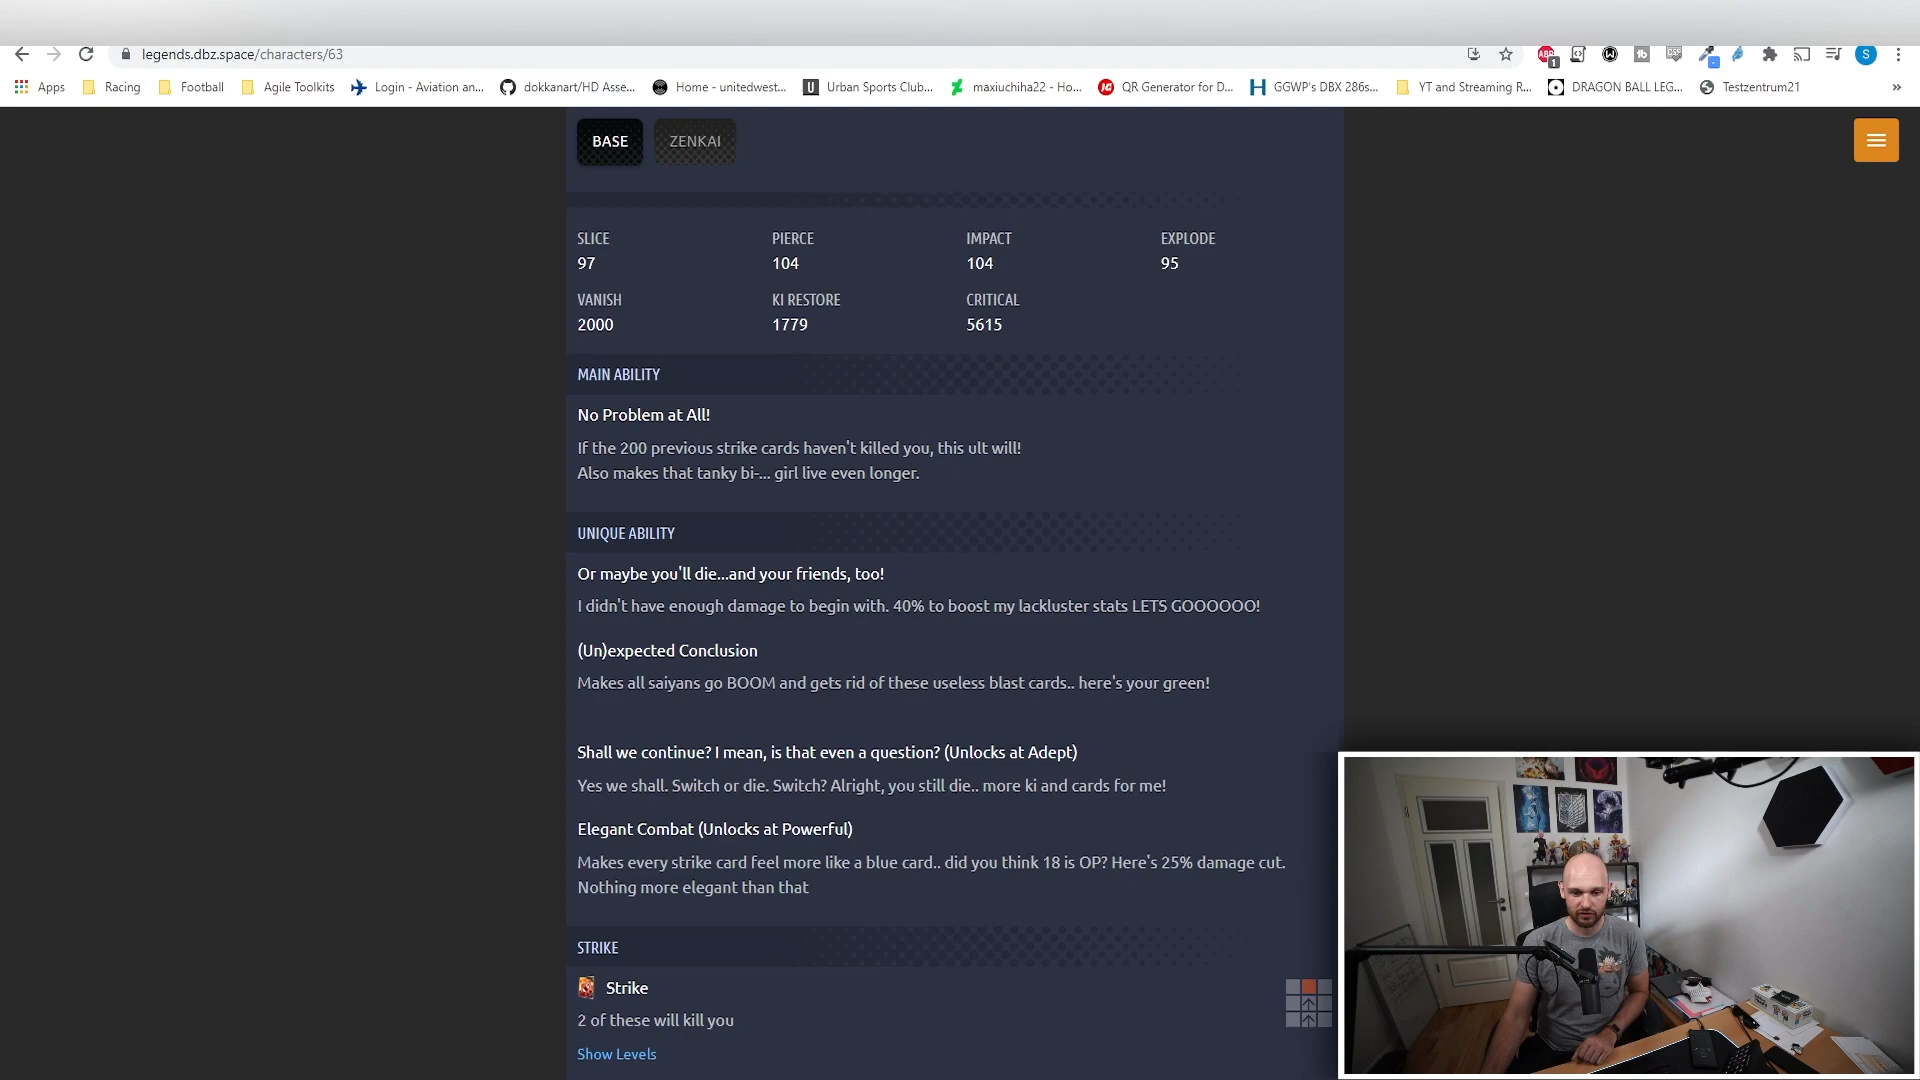 legends.dbz.space/characters/63
ABP
1
CSS
S
Apps
Racing
Football
Agile Toolkits
Login - Aviation an...
dokkanart/HD Asse...
Home - unitedwest...
U
Urban Sports Club...
maxiuchiha22 - Ho...
QR Generator for D...
H
GGWP's DBX 286s...
YT and Streaming R...
DRAGON BALL LEG...
Testzentrum21
»
BASE
ZENKAI
SLICE
PIERCE
IMPACT
EXPLODE
97
104
104
95
VANISH
KI RESTORE
CRITICAL
2000
1779
5615
MAIN ABILITY
No Problem at All!
If the 200 previous strike cards haven't killed you, this ult will!
Also makes that tanky bi-... girl live even longer.
UNIQUE ABILITY
Or maybe you'll die...and your friends, too!
I didn't have enough damage to begin with. 40% to boost my lackluster stats LETS GOOOOOO!
(Un)expected Conclusion
Makes all saiyans go BOOM and gets rid of these useless blast cards.. here's your green!
Shall we continue? I mean, is that even a question? (Unlocks at Adept)
Yes we shall. Switch or die. Switch? Alright, you still die.. more ki and cards for me!
Elegant Combat (Unlocks at Powerful)
Makes every strike card feel more like a blue card.. did you think 18 is OP? Here's 25% damage cut.
Nothing more elegant than that
STRIKE
Strike
2 of these will kill you
Show Levels